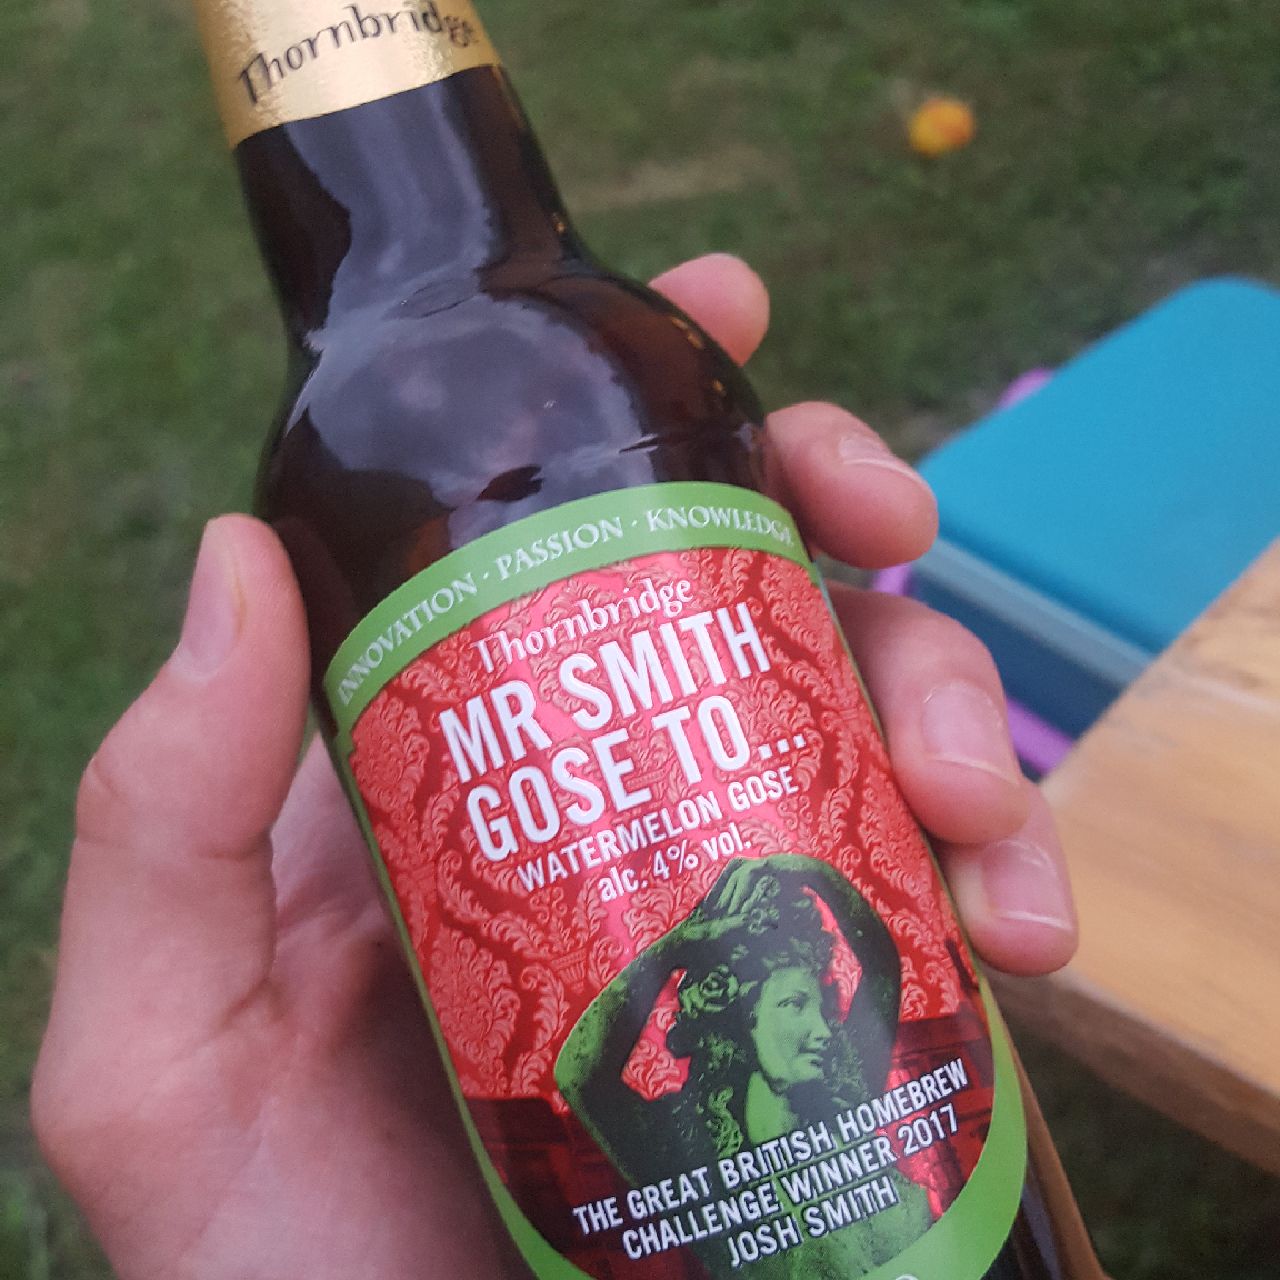 Thornbridge
INNOVATION · PASSION · KNOWLEDGE
Thornbridge
MR SMITH
GOSE TO...
WATERMELON GOSE
alc. 4% vol.
THE GREAT BRITISH HOMEBREW
CHALLENGE WINNER 2017
JOSH SMITH